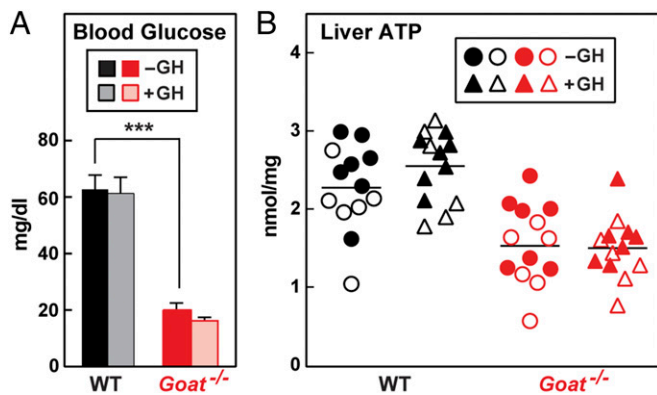 A
Blood Glucose
–GH
+GH
***
80
60
40
20
0
mg/dl
WT
Goat-/-
B
Liver ATP
–GH
+GH
4
3
2
1
0
nmol/mg
WT
Goat-/-